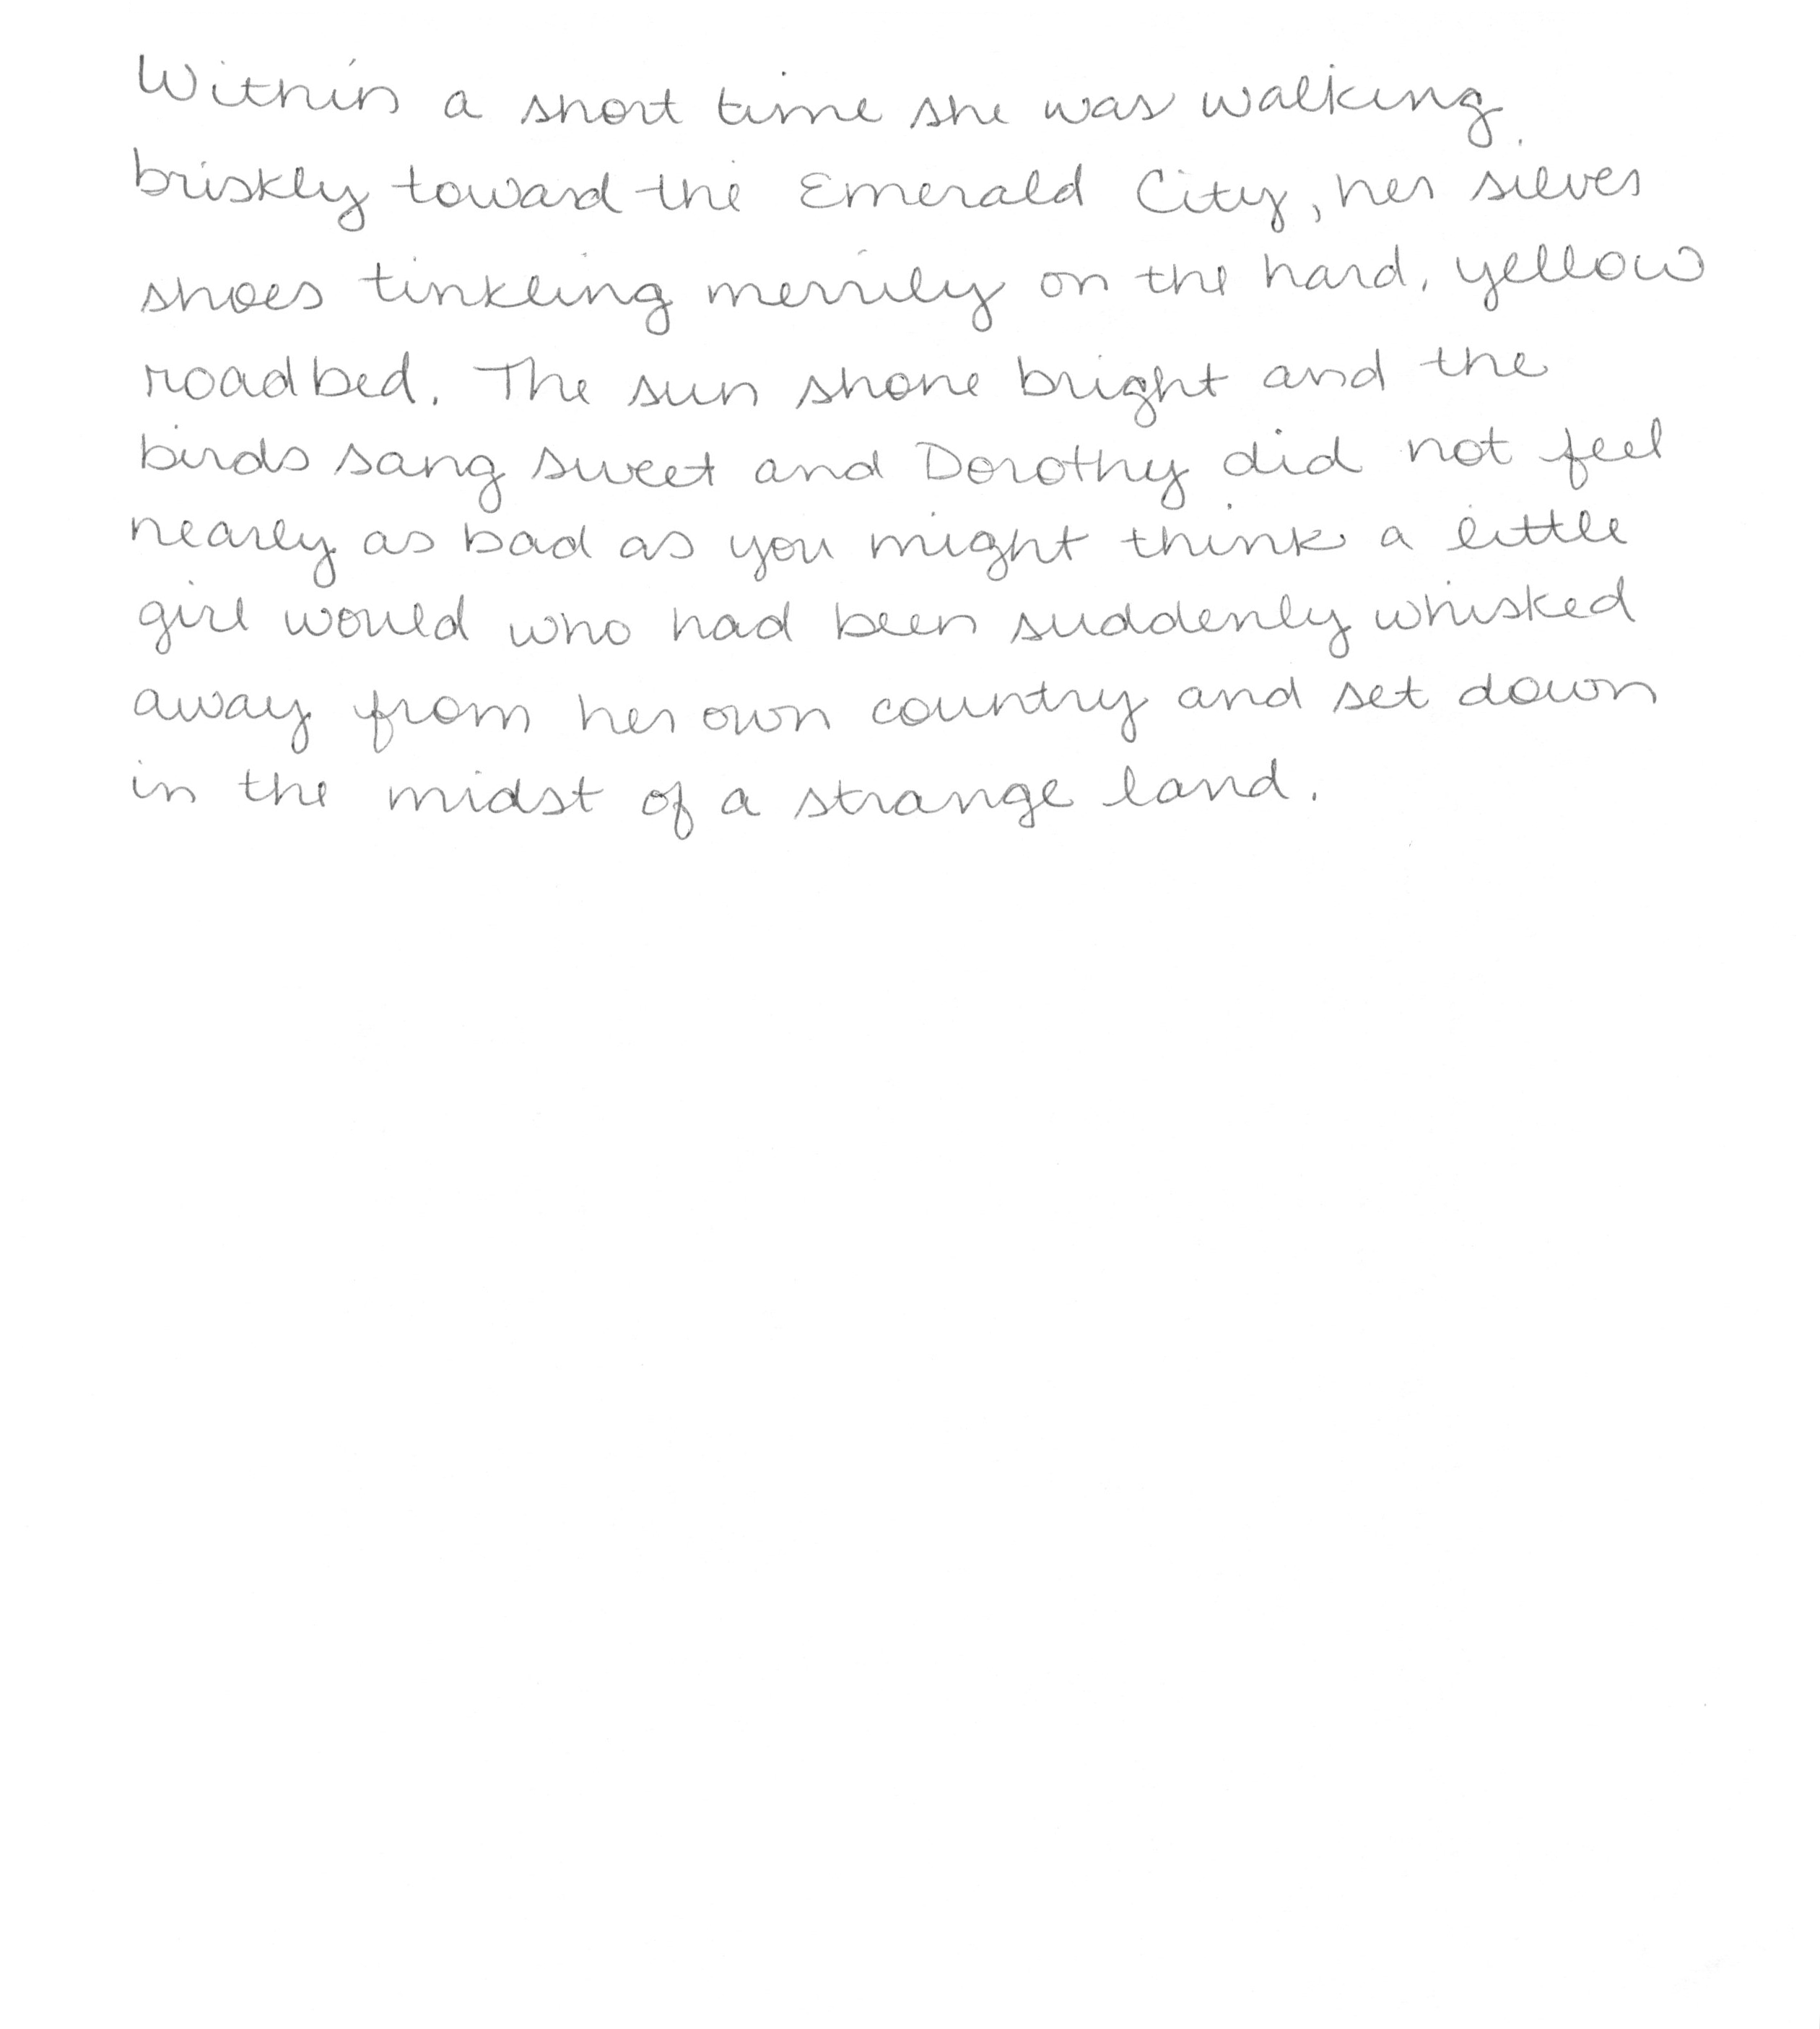 Within a short time she was walking
briskly toward the Emerald City, her silver
shoes tinkling merrily on the hard, yellow
roadbed. The sun shone bright and the
birds sang sweet and Dorothy did not feel
nearly as bad as you might think a little
girl would who had been suddenly whisked
away from her own country and set down
in the midst of a strange land.